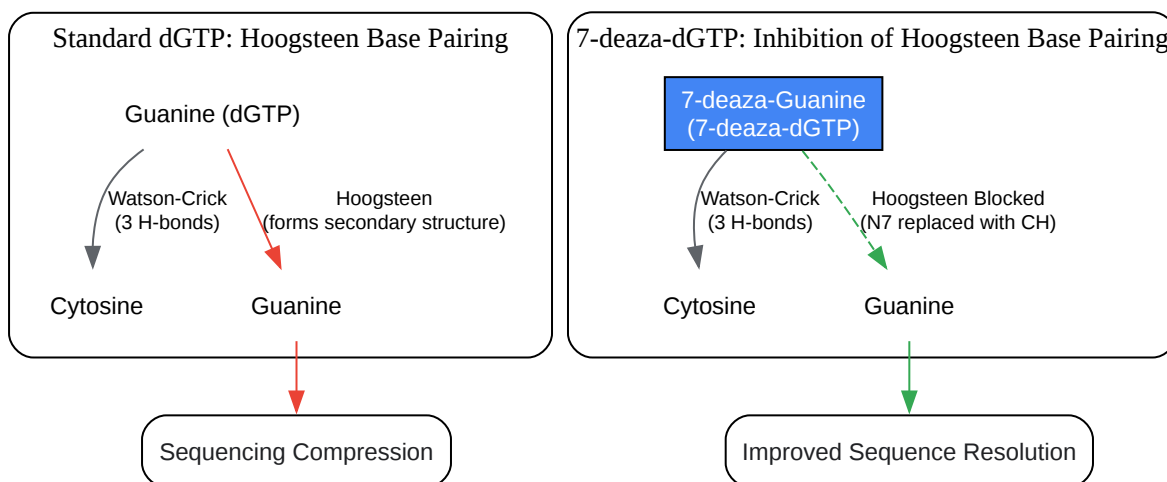 Standard dGTP: Hoogsteen Base Pairing
Guanine (dGTP)
Watson-Crick
(3 H-bonds)
Hoogsteen
(forms secondary structure)
Cytosine
Guanine
Sequencing Compression
7-deaza-dGTP: Inhibition of Hoogsteen Base Pairing
7-deaza-Guanine
(7-deaza-dGTP)
Watson-Crick
(3 H-bonds)
Hoogsteen Blocked
(N7 replaced with CH)
Cytosine
Guanine
Improved Sequence Resolution